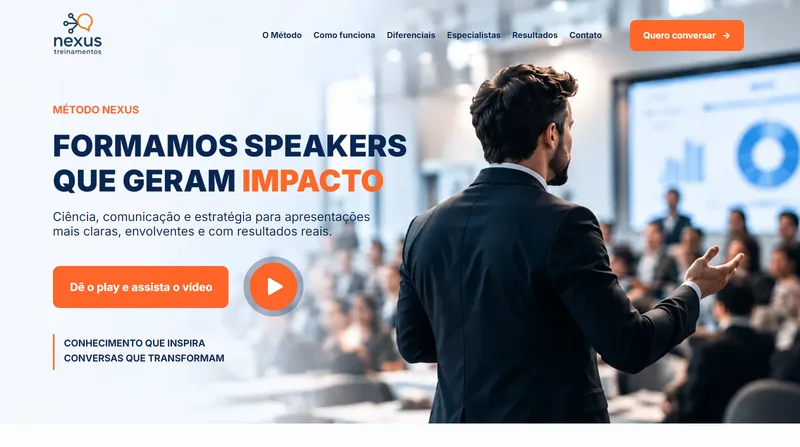 nexus
treinamentos
O Método
Como funciona
Diferenciais
Especialistas
Resultados
Contato
Quero conversar →
MÉTODO NEXUS
FORMAMOS SPEAKERS
QUE GERAM IMPACTO
Ciência, comunicação e estratégia para apresentações
mais claras, envolventes e com resultados reais.
Dê o play e assista o vídeo
CONHECIMENTO QUE INSPIRA
CONVERSAS QUE TRANSFORMAM